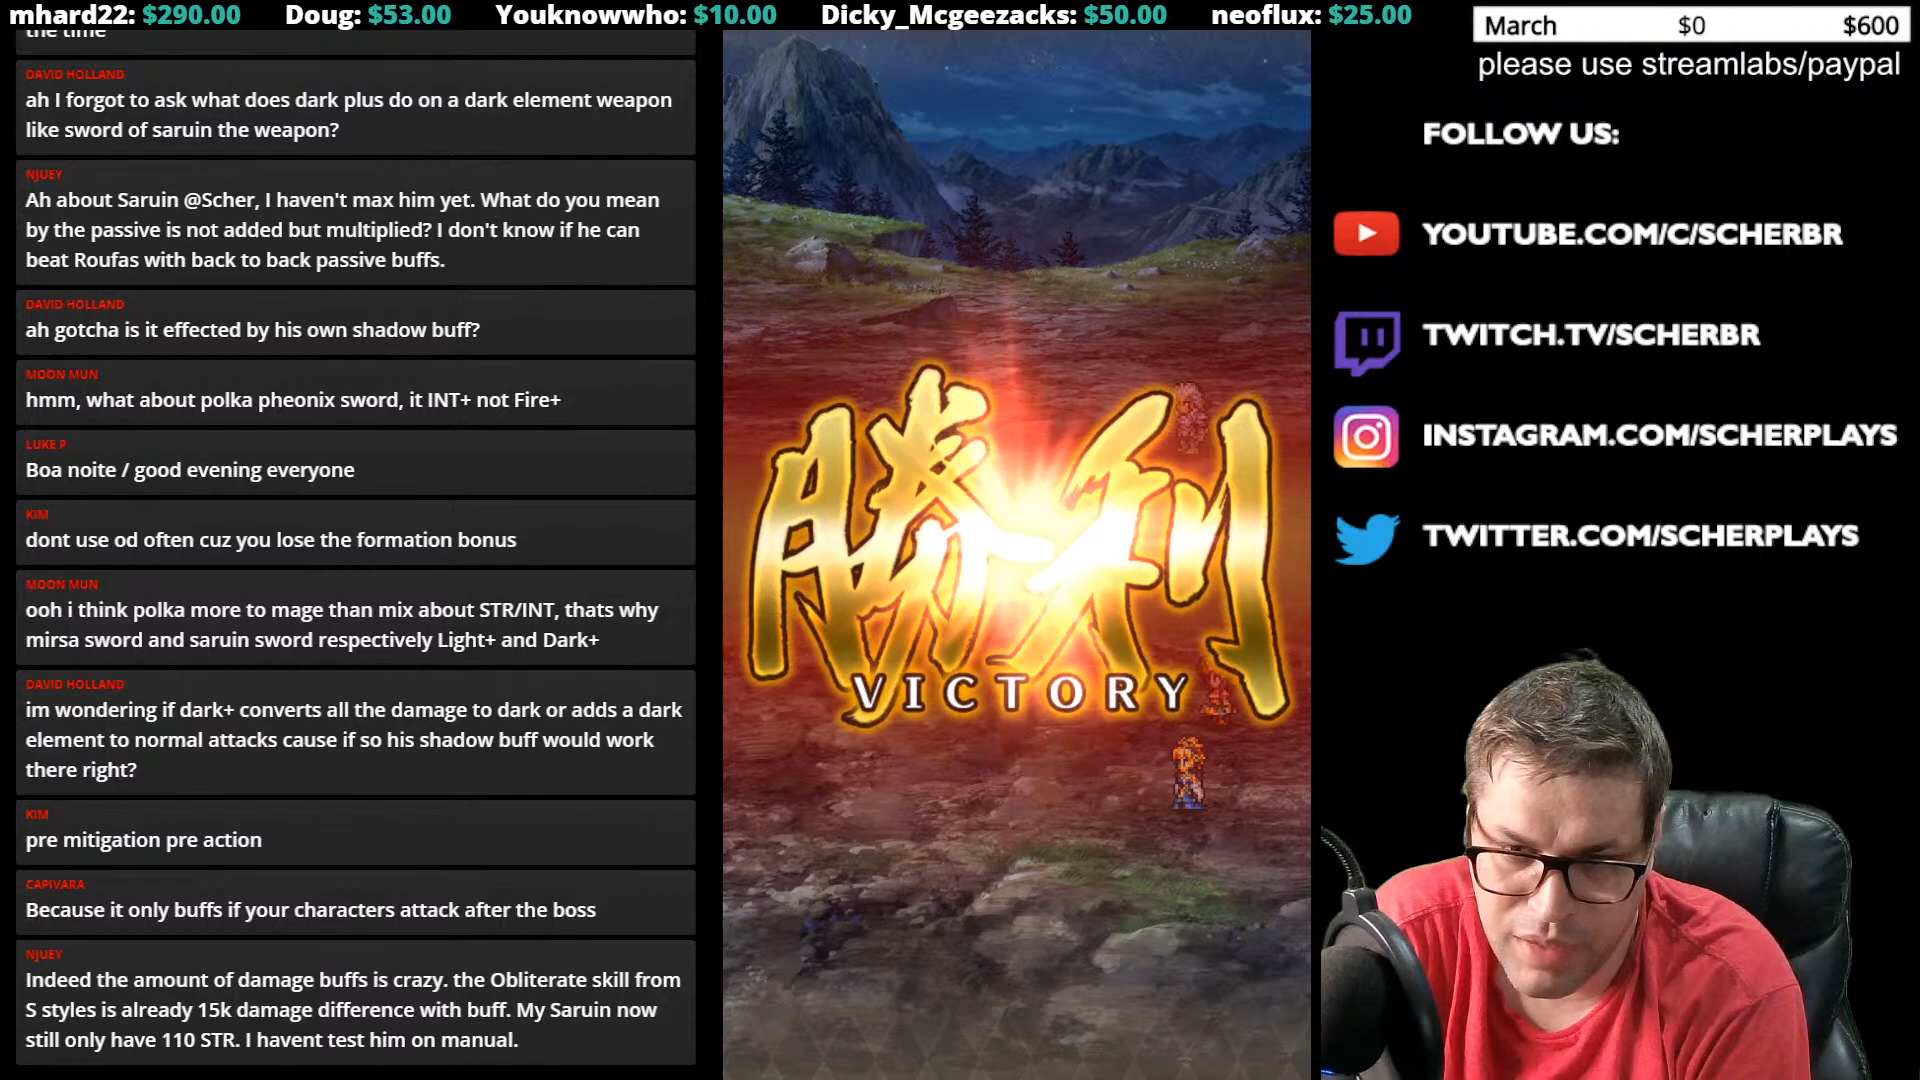 mhard22: $290.00 Doug: $53.00 Youknowwho: $10.00 Dicky_Mcgeezacks: $50.00 neoflux: $25.00
the time
DAVID HOLLAND
ah I forgot to ask what does dark plus do on a dark element weapon
like sword of saruin the weapon?
NJUEY
Ah about Saruin @Scher, I haven't max him yet. What do you mean
by the passive is not added but multiplied? I don't know if he can
beat Roufas with back to back passive buffs.
DAVID HOLLAND
ah gotcha is it effected by his own shadow buff?
MOON MUN
hmm, what about polka pheonix sword, it INT+ not Fire+
LUKE P
Boa noite / good evening everyone
KIM
dont use od often cuz you lose the formation bonus
MOON MUN
ooh i think polka more to mage than mix about STR/INT, thats why
mirsa sword and saruin sword respectively Light+ and Dark+
DAVID HOLLAND
im wondering if dark+ converts all the damage to dark or adds a dark
element to normal attacks cause if so his shadow buff would work
there right?
KIM
pre mitigation pre action
CAPIVARA
Because it only buffs if your characters attack after the boss
NJUEY
Indeed the amount of damage buffs is crazy. the Obliterate skill from
S styles is already 15k damage difference with buff. My Saruin now
still only have 110 STR. I havent test him on manual.
勝利
VICTORY
March $0 $600
please use streamlabs/paypal
FOLLOW US:
YOUTUBE.COM/C/SCHERBR
TWITCH.TV/SCHERBR
INSTAGRAM.COM/SCHERPLAYS
TWITTER.COM/SCHERPLAYS